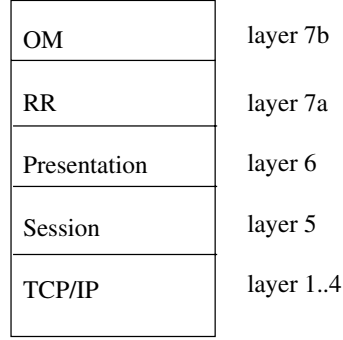 OM layer 7b
RR layer 7a
Presentation layer 6
Session layer 5
TCP/IP layer 1..4